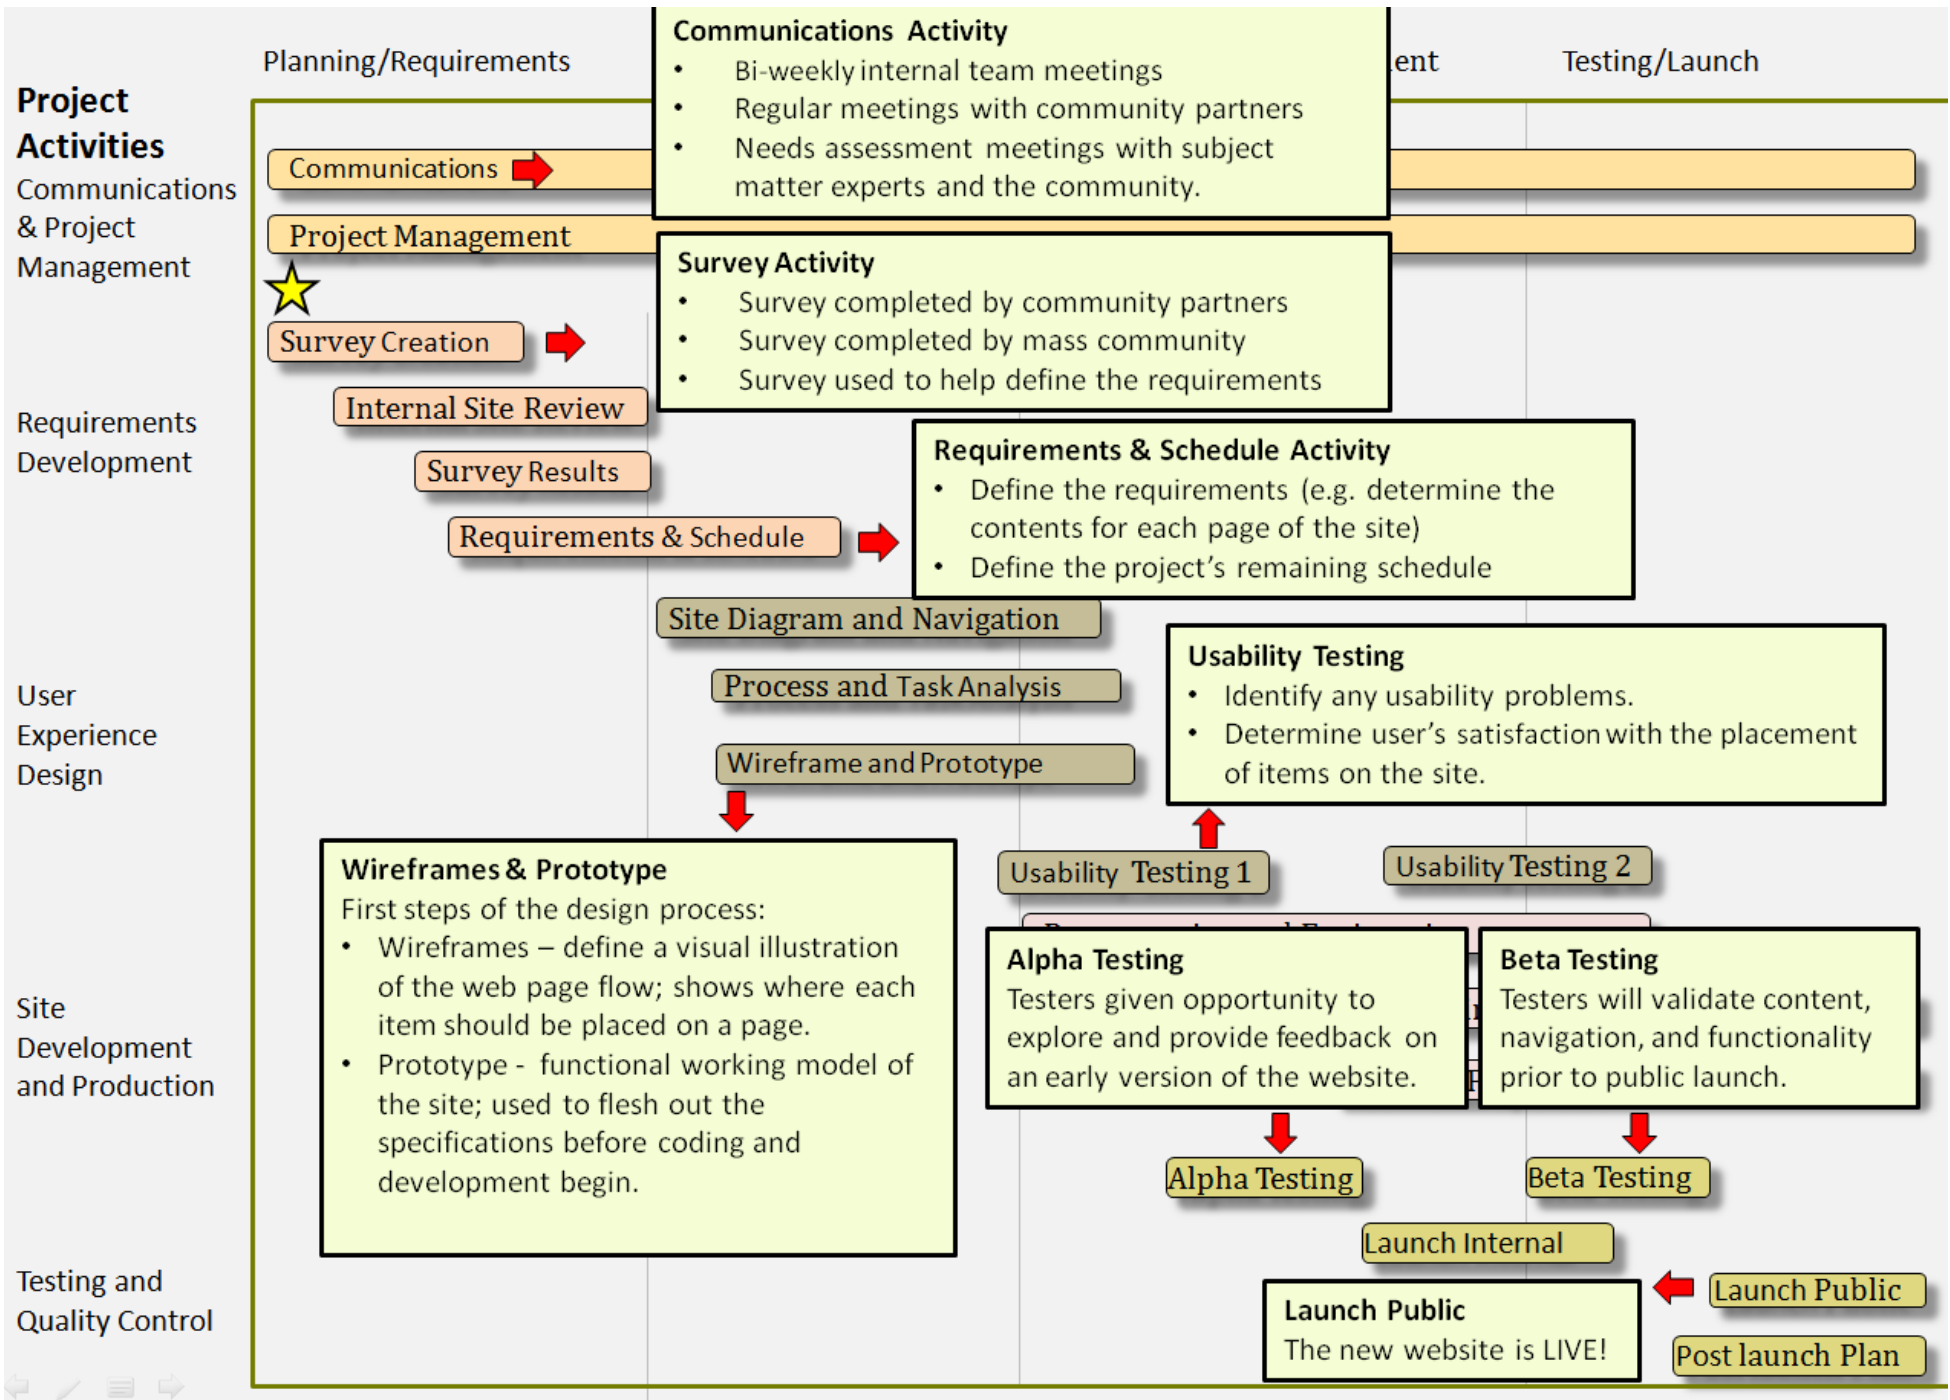 Planning/Requirements
Testing/Launch
Project
Activities
Communications
& Project
Management
Requirements
Development
User
Experience
Design
Site
Development
and Production
Testing and
Quality Control
Communications
Project Management
Communications Activity
• Bi-weekly internal team meetings
• Regular meetings with community partners
• Needs assessment meetings with subject
matter experts and the community.
Survey Creation
Survey Activity
• Survey completed by community partners
• Survey completed by mass community
• Survey used to help define the requirements
Internal Site Review
Survey Results
Requirements & Schedule
Requirements & Schedule Activity
• Define the requirements (e.g. determine the
contents for each page of the site)
• Define the project's remaining schedule
Site Diagram and Navigation
Process and Task Analysis
Wireframe and Prototype
Usability Testing
• Identify any usability problems.
• Determine user's satisfaction with the placement
of items on the site.
Wireframes & Prototype
First steps of the design process:
• Wireframes – define a visual illustration
of the web page flow; shows where each
item should be placed on a page.
• Prototype - functional working model of
the site; used to flesh out the
specifications before coding and
development begin.
Usability Testing 1
Usability Testing 2
Alpha Testing
Testers given opportunity to
explore and provide feedback on
an early version of the website.
Beta Testing
Testers will validate content,
navigation, and functionality
prior to public launch.
Alpha Testing
Beta Testing
Launch Internal
Launch Public
Launch Public
The new website is LIVE!
Post launch Plan